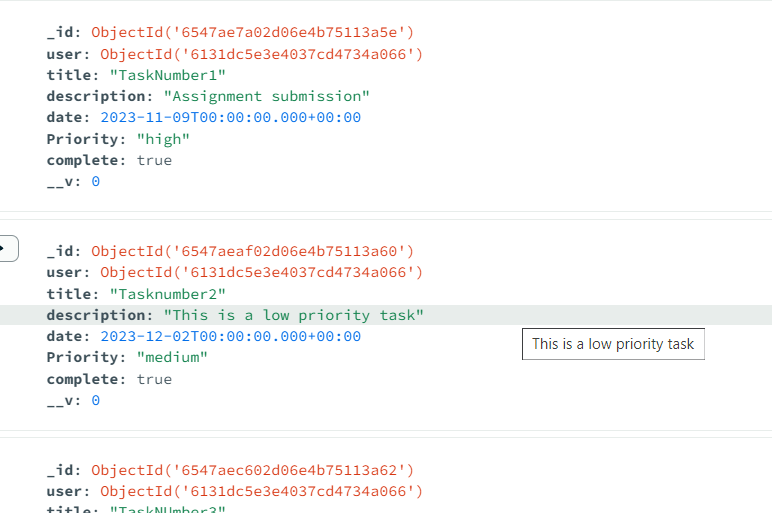 _id: ObjectId('6547ae7a02d06e4b75113a5e')
user: ObjectId('6131dc5e3e4037cd4734a066')
title: "TaskNumber1"
description: "Assignment submission"
date: 2023-11-09T00:00:00.000+00:00
Priority: "high"
complete: true
__v: 0
_id: ObjectId('6547aeaf02d06e4b75113a60')
user: ObjectId('6131dc5e3e4037cd4734a066')
title: "Tasknumber2"
description: "This is a low priority task"
date: 2023-12-02T00:00:00.000+00:00
This is a low priority task
Priority: "medium"
complete: true
__v: 0
_id: ObjectId('6547aec602d06e4b75113a62')
user: ObjectId('6131dc5e3e4037cd4734a066')
title: "TaskNUmber3"